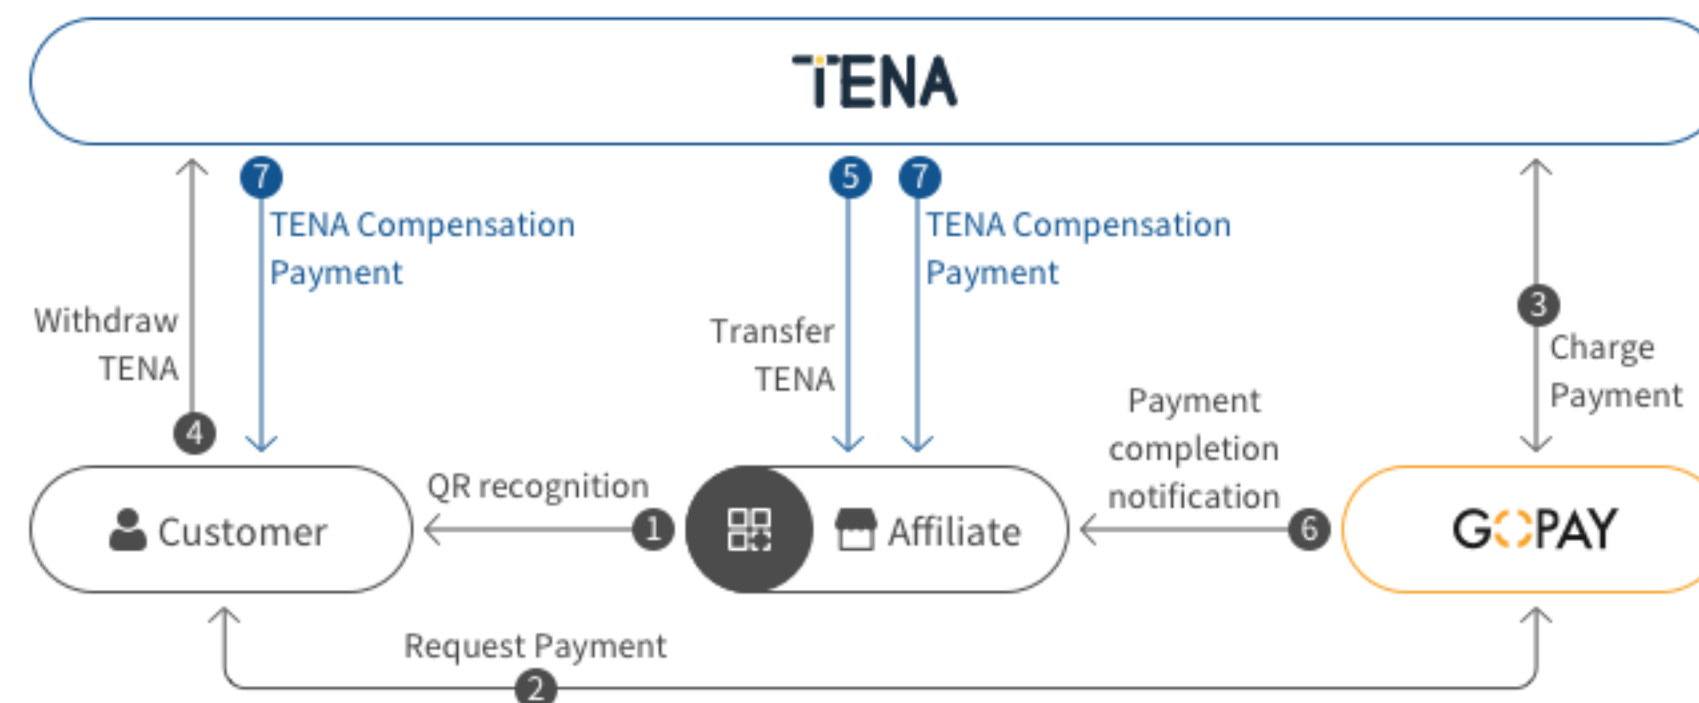 TENA
7
TENA Compensation
Payment
5
7
TENA Compensation
Payment
3
Charge
Payment
Withdraw
TENA
4
Transfer
TENA
Payment
completion
notification
QR recognition
1
6
Customer
Affiliate
GOPAY
Request Payment
2